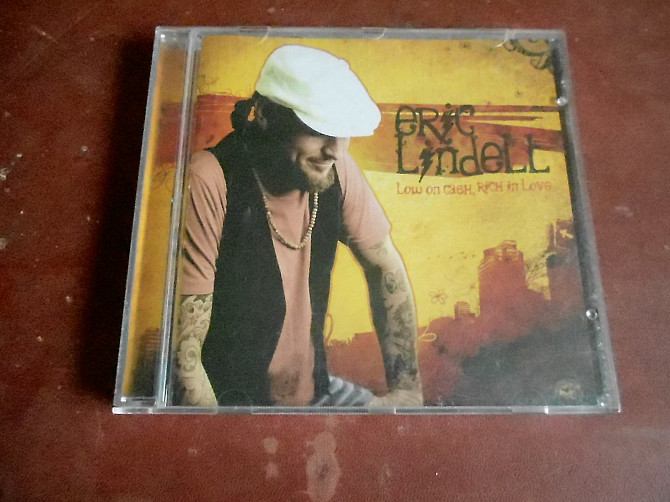 eric
Lindell
Low on cash, Rich in Love